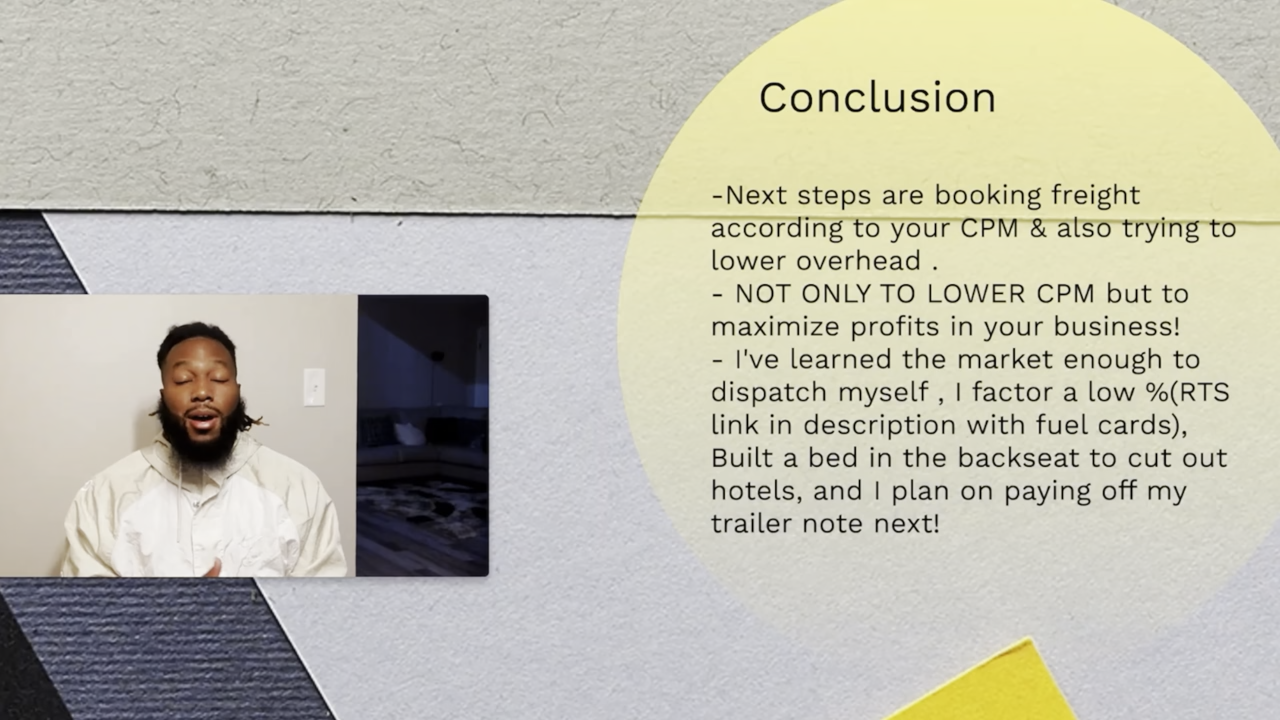 Conclusion
-Next steps are booking freight
according to your CPM & also trying to
lower overhead .
- NOT ONLY TO LOWER CPM but to
maximize profits in your business!
- I've learned the market enough to
dispatch myself , I factor a low %(RTS
link in description with fuel cards),
Built a bed in the backseat to cut out
hotels, and I plan on paying off my
trailer note next!